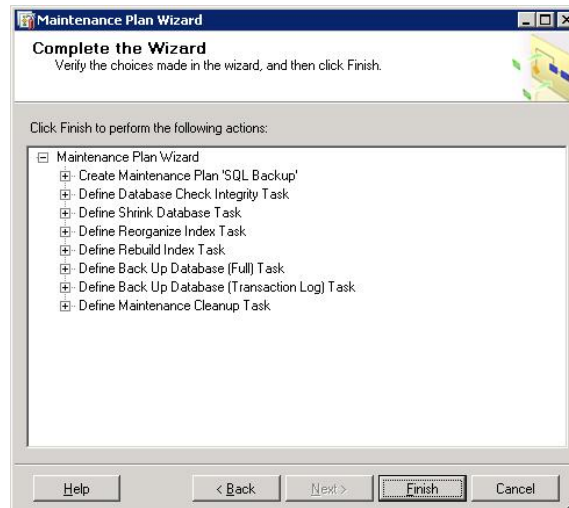 Maintenance Plan Wizard
Complete the Wizard
Verify the choices made in the wizard, and then click Finish.
Click Finish to perform the following actions:
Maintenance Plan Wizard
Create Maintenance Plan 'SQL Backup'
Define Database Check Integrity Task
Define Shrink Database Task
Define Reorganize Index Task
Define Rebuild Index Task
Define Back Up Database (Full) Task
Define Back Up Database (Transaction Log) Task
Define Maintenance Cleanup Task
Help < Back Next > Finish Cancel